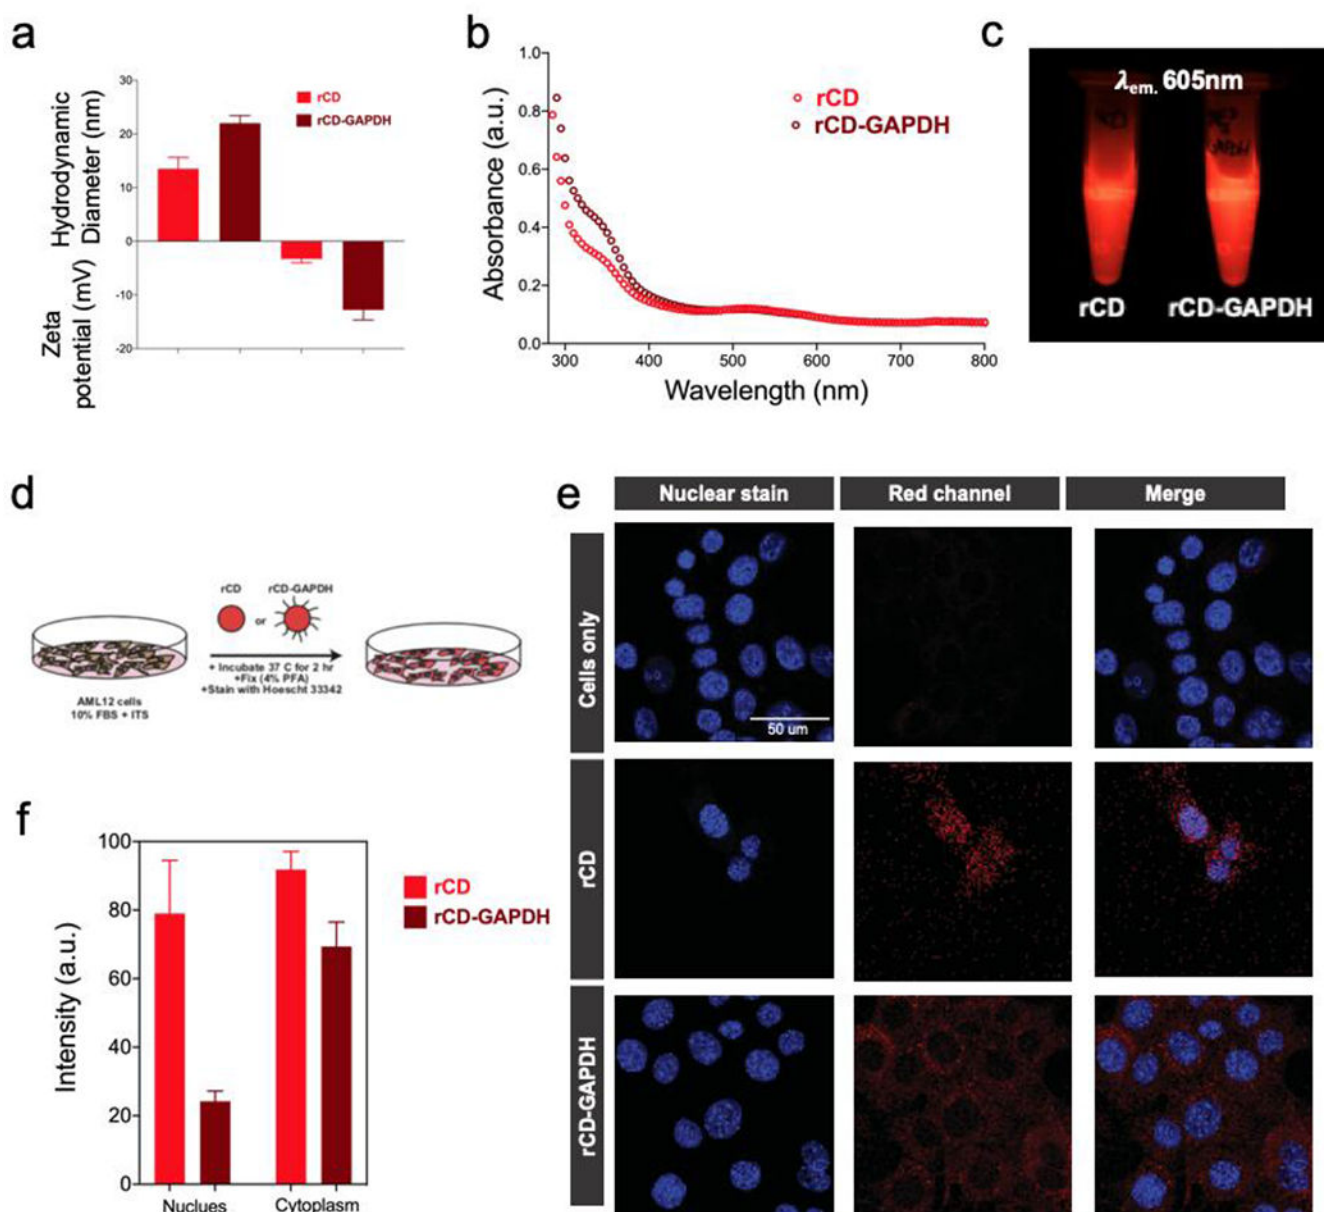 a
Hydrodynamic
Diameter (nm)
Zeta
potential (mV)
30
20
10
0
-10
-20
rCD
rCD-GAPDH
b
Absorbance (a.u.)
1.0
0.8
0.6
0.4
0.2
0.0
300 400 500 600 700 800
Wavelength (nm)
rCD
rCD-GAPDH
c
λem. 605nm
rCD rCD-GAPDH
d
rCD rCD-GAPDH
or
+ Incubate 37 C for 2 hr
+Fix (4% PFA)
+Stain with Hoescht 33342
AML12 cells
10% FBS + ITS
e
Nuclear stain Red channel Merge
Cells only
50 um
rCD
rCD-GAPDH
f
Intensity (a.u.)
100
80
60
40
20
0
Nuclues Cytoplasm
rCD
rCD-GAPDH